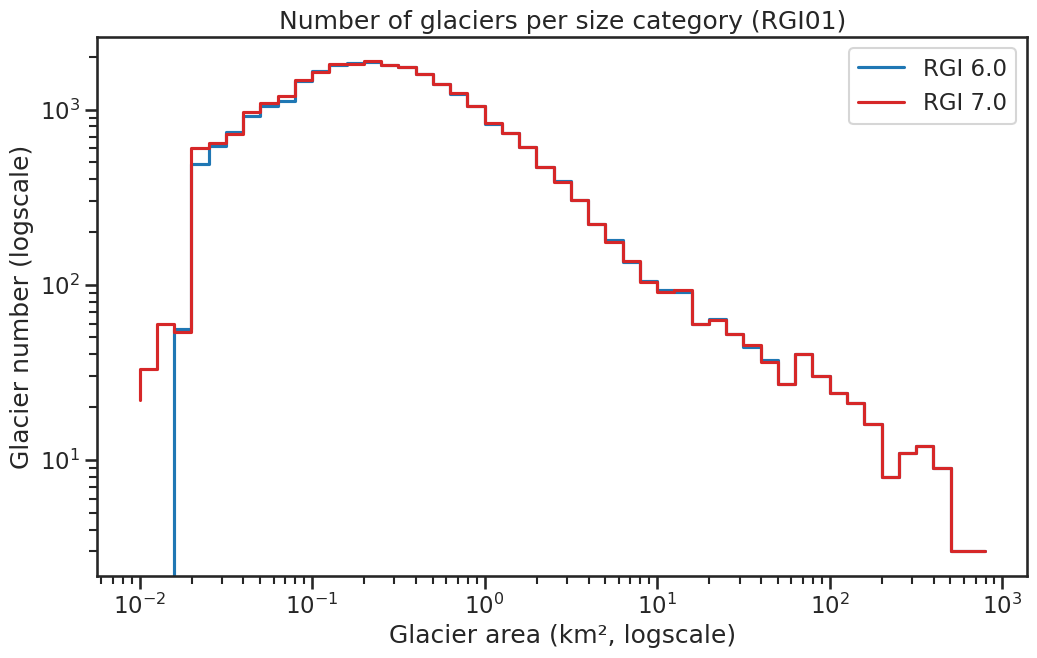 Number of glaciers per size category (RGI01)
RGI 6.0
RGI 7.0
Glacier number (logscale)
10³
10²
10¹
10⁻²
10⁻¹
10⁰
10¹
10²
10³
Glacier area (km², logscale)